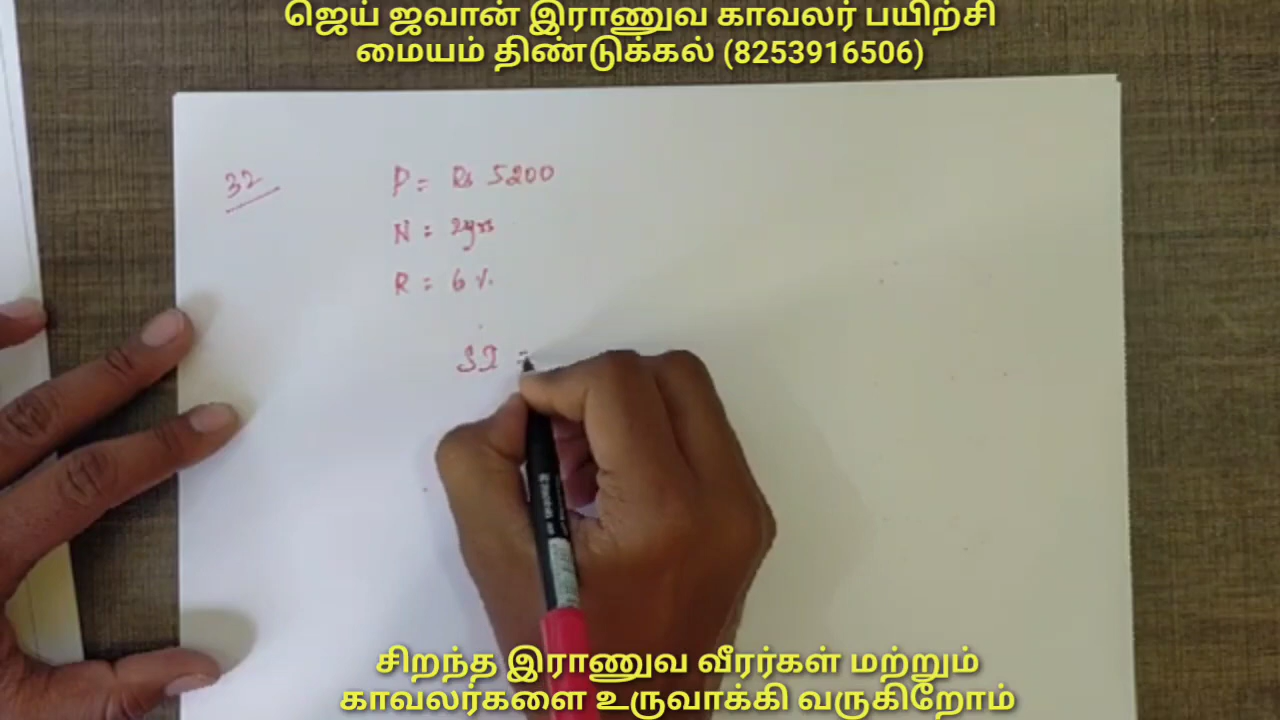 ஜெய் ஜவான் இராணுவ காவலர் பயிற்சி
மையம் திண்டுக்கல் (8253916506)
32
P = Rs 5200
N = 2yrs
R = 6 %
SI =
சிறந்த இராணுவ வீரர்கள் மற்றும்
காவலர்களை உருவாக்கி வருகிறோம்